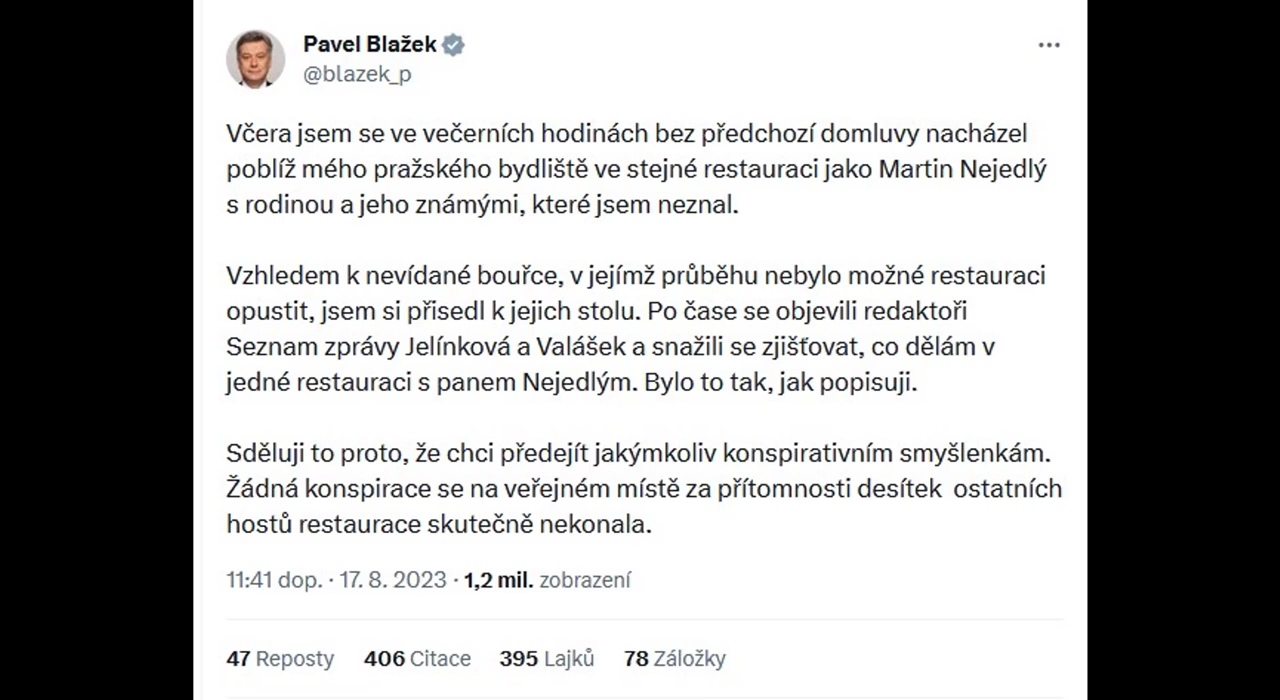 Pavel Blažek
@blazek_p
Včera jsem se ve večerních hodinách bez předchozí domluvy nacházel
poblíž mého pražského bydliště ve stejné restauraci jako Martin Nejedlý
s rodinou a jeho známými, které jsem neznal.
Vzhledem k nevídané bouřce, v jejímž průběhu nebylo možné restauraci
opustit, jsem si přisedl k jejich stolu. Po čase se objevili redaktoři
Seznam zprávy Jelínková a Valášek a snažili se zjišťovat, co dělám v
jedné restauraci s panem Nejedlým. Bylo to tak, jak popisuji.
Sděluji to proto, že chci předejít jakýmkoliv konspirativním smyšlenkám.
Žádná konspirace se na veřejném místě za přítomnosti desítek  ostatních
hostů restaurace skutečně nekonala.
11:41 dop. · 17. 8. 2023 · 1,2 mil. zobrazení
47 Reposty 406 Citace 395 Lajků 78 Záložky